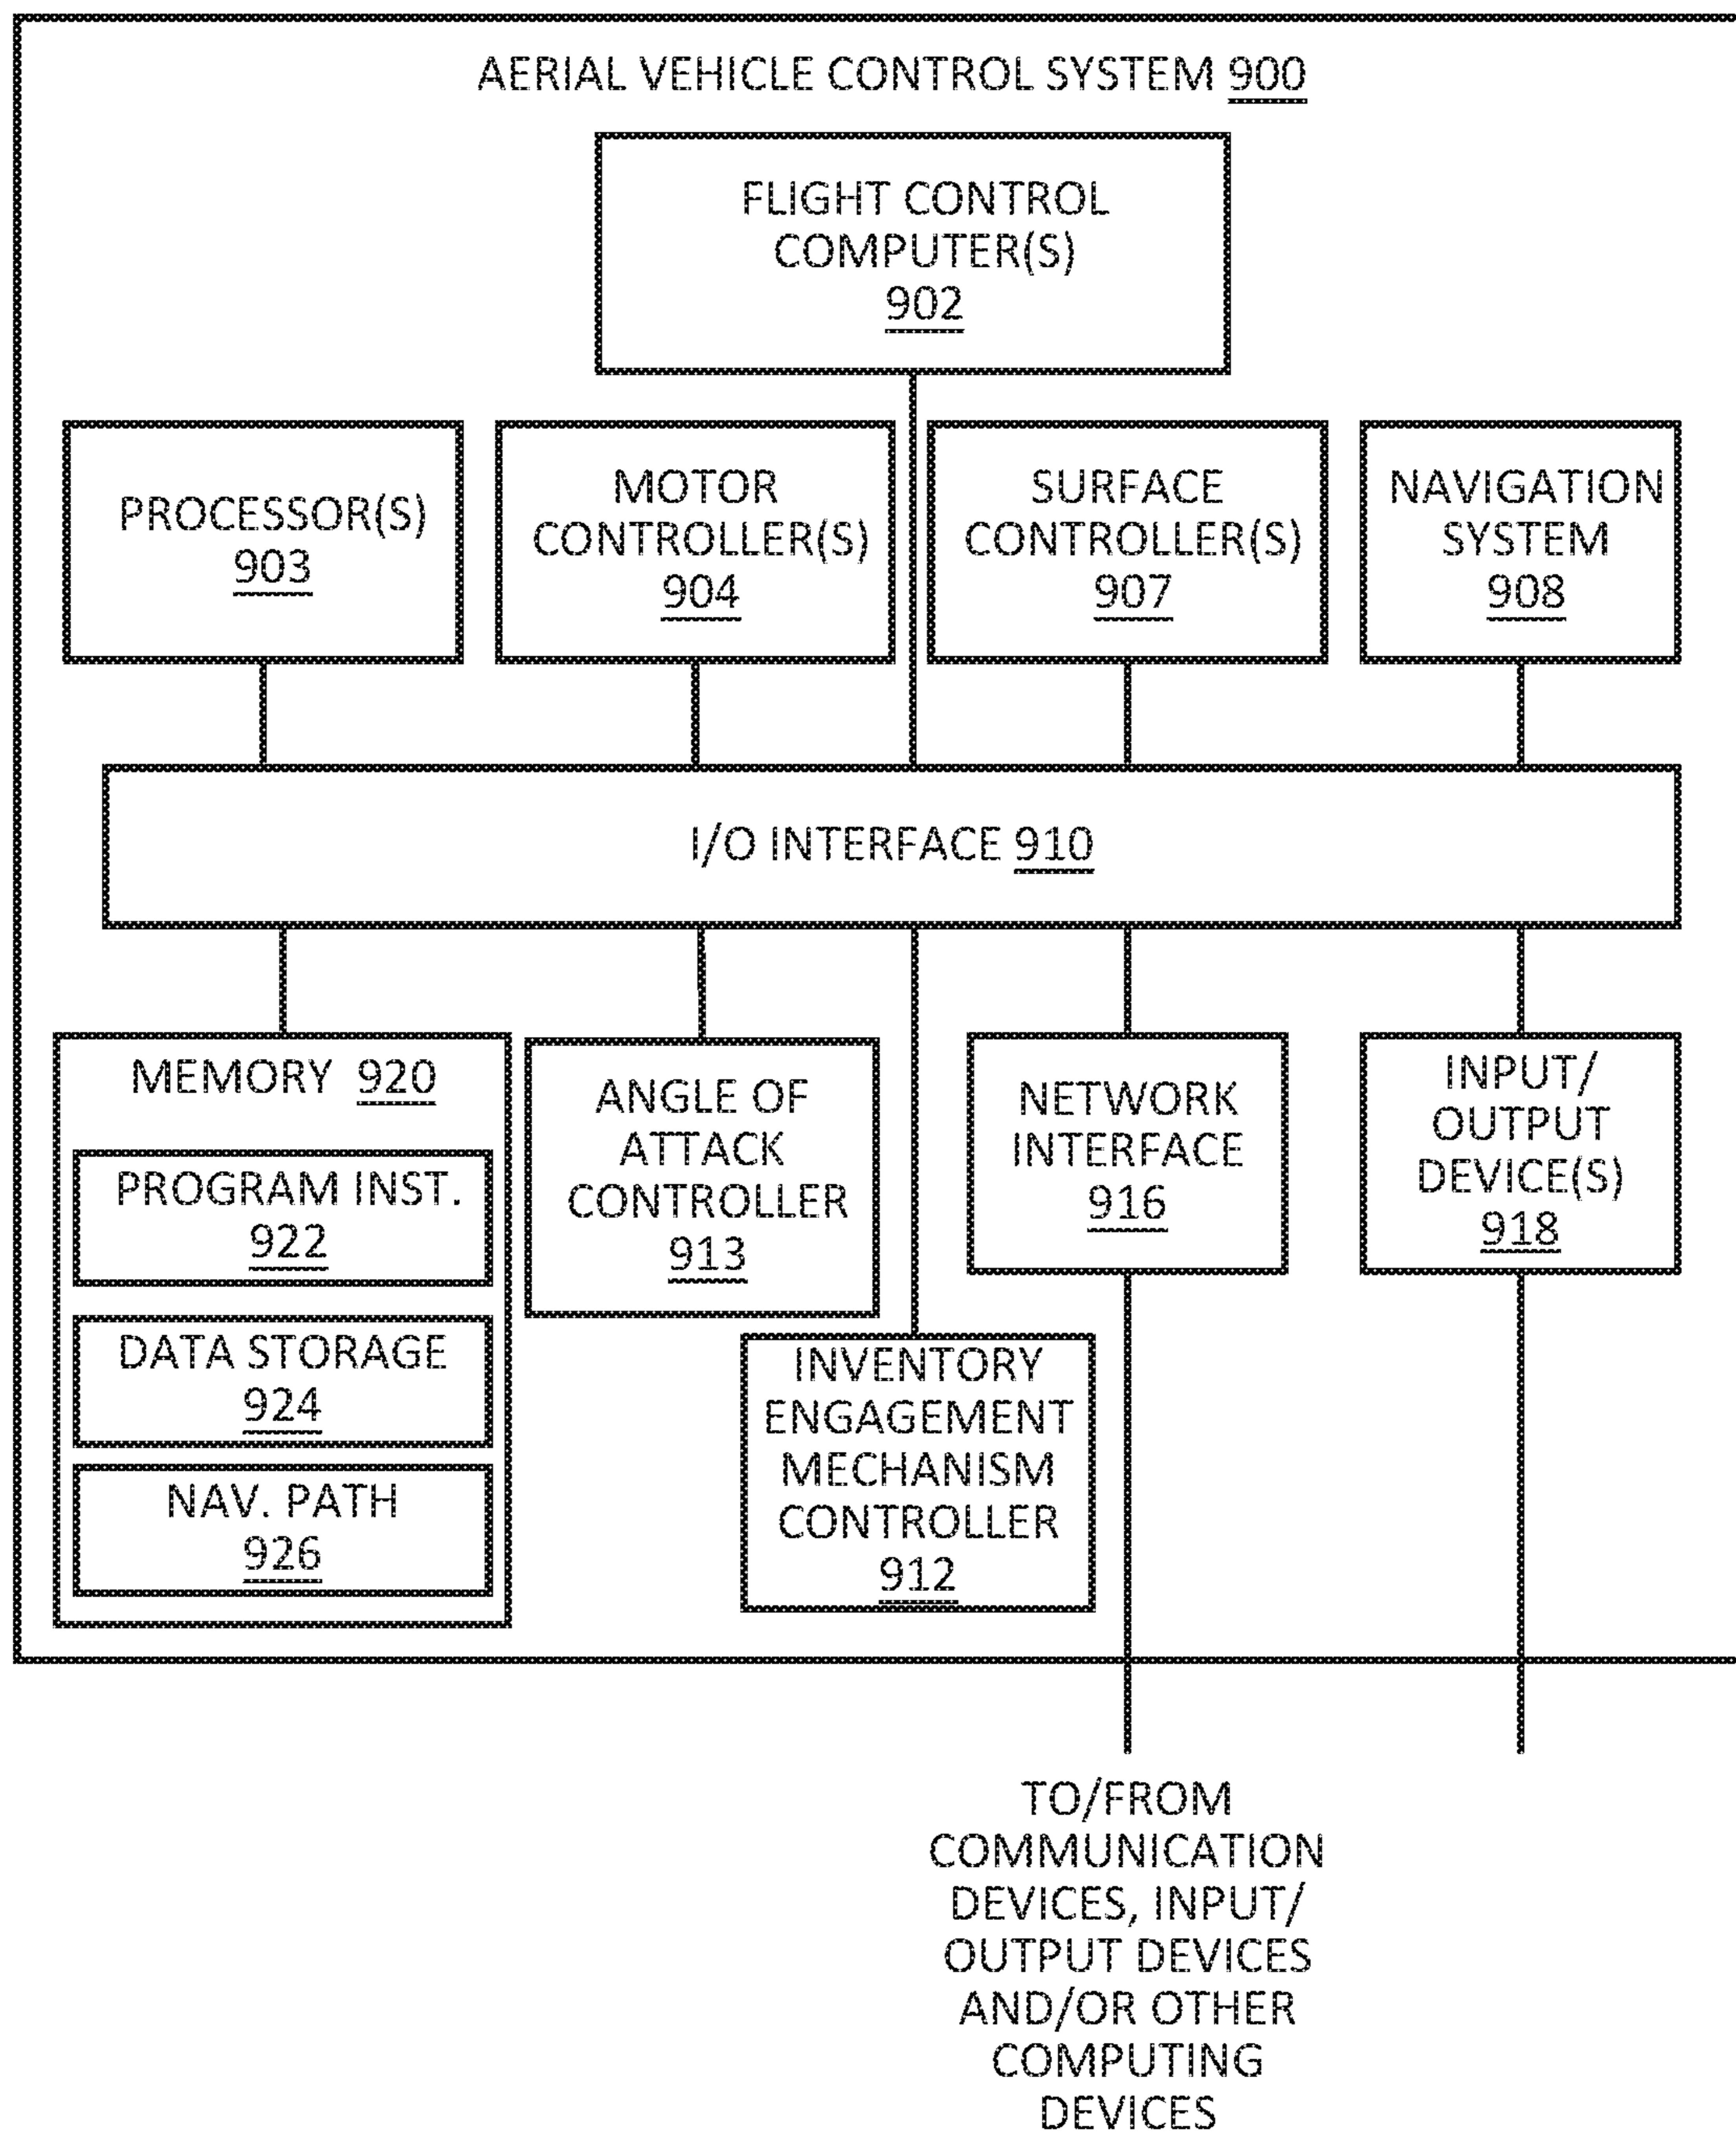 AERIAL VEHICLE CONTROL SYSTEM 900
FLIGHT CONTROL
COMPUTER(S)
902
PROCESSOR(S)
903
MOTOR
CONTROLLER(S)
904
SURFACE
CONTROLLER(S)
907
NAVIGATION
SYSTEM
908
I/O INTERFACE 910
MEMORY 920
PROGRAM INST.
922
DATA STORAGE
924
NAV. PATH
926
ANGLE OF
ATTACK
CONTROLLER
913
INVENTORY
ENGAGEMENT
MECHANISM
CONTROLLER
912
NETWORK
INTERFACE
916
INPUT/
OUTPUT
DEVICE(S)
918
TO/FROM
COMMUNICATION
DEVICES, INPUT/
OUTPUT DEVICES
AND/OR OTHER
COMPUTING
DEVICES